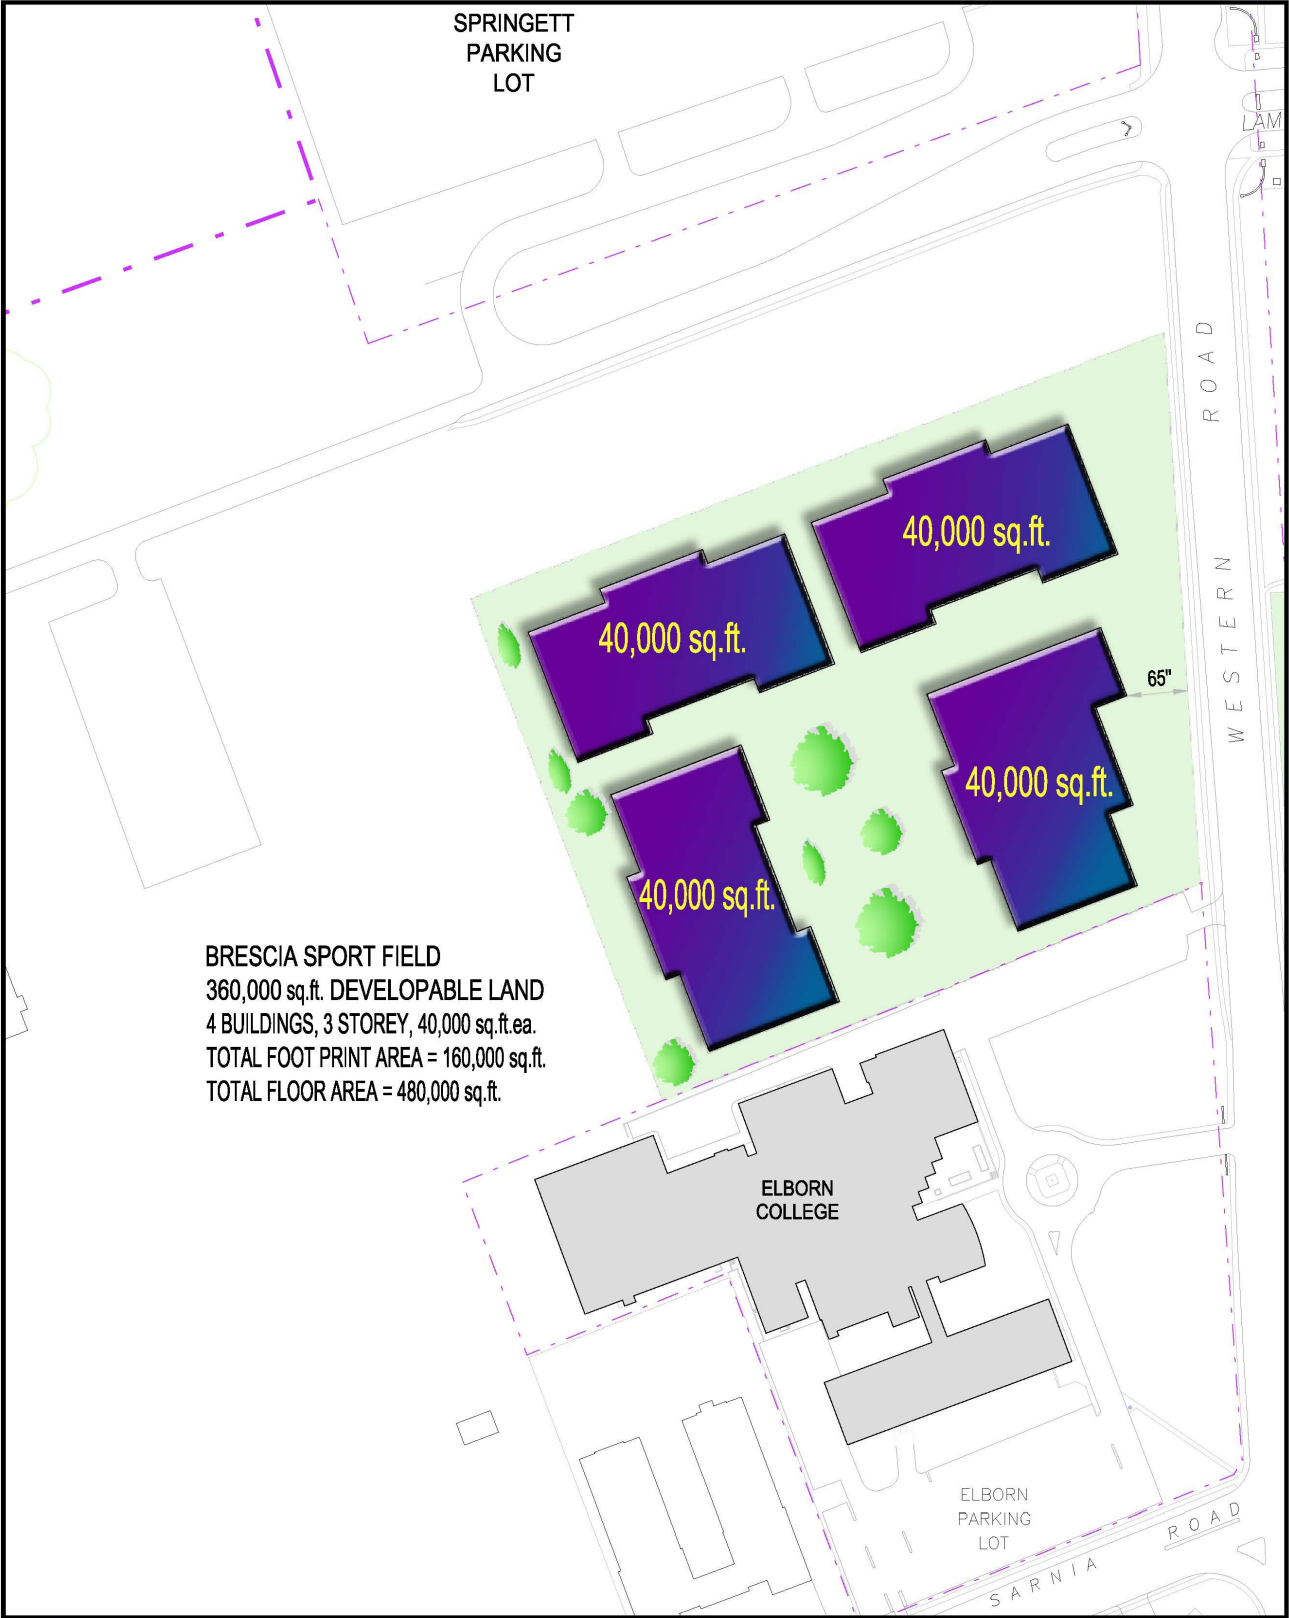 SPRINGETT
PARKING
LOT
LAM
ROAD
WESTERN
40,000 sq.ft.
40,000 sq.ft.
65"
40,000 sq.ft.
40,000 sq.ft.
BRESCIA SPORT FIELD
360,000 sq.ft. DEVELOPABLE LAND
4 BUILDINGS, 3 STOREY, 40,000 sq.ft.ea.
TOTAL FOOT PRINT AREA = 160,000 sq.ft.
TOTAL FLOOR AREA = 480,000 sq.ft.
ELBORN
COLLEGE
ELBORN
PARKING
LOT
SARNIA ROAD